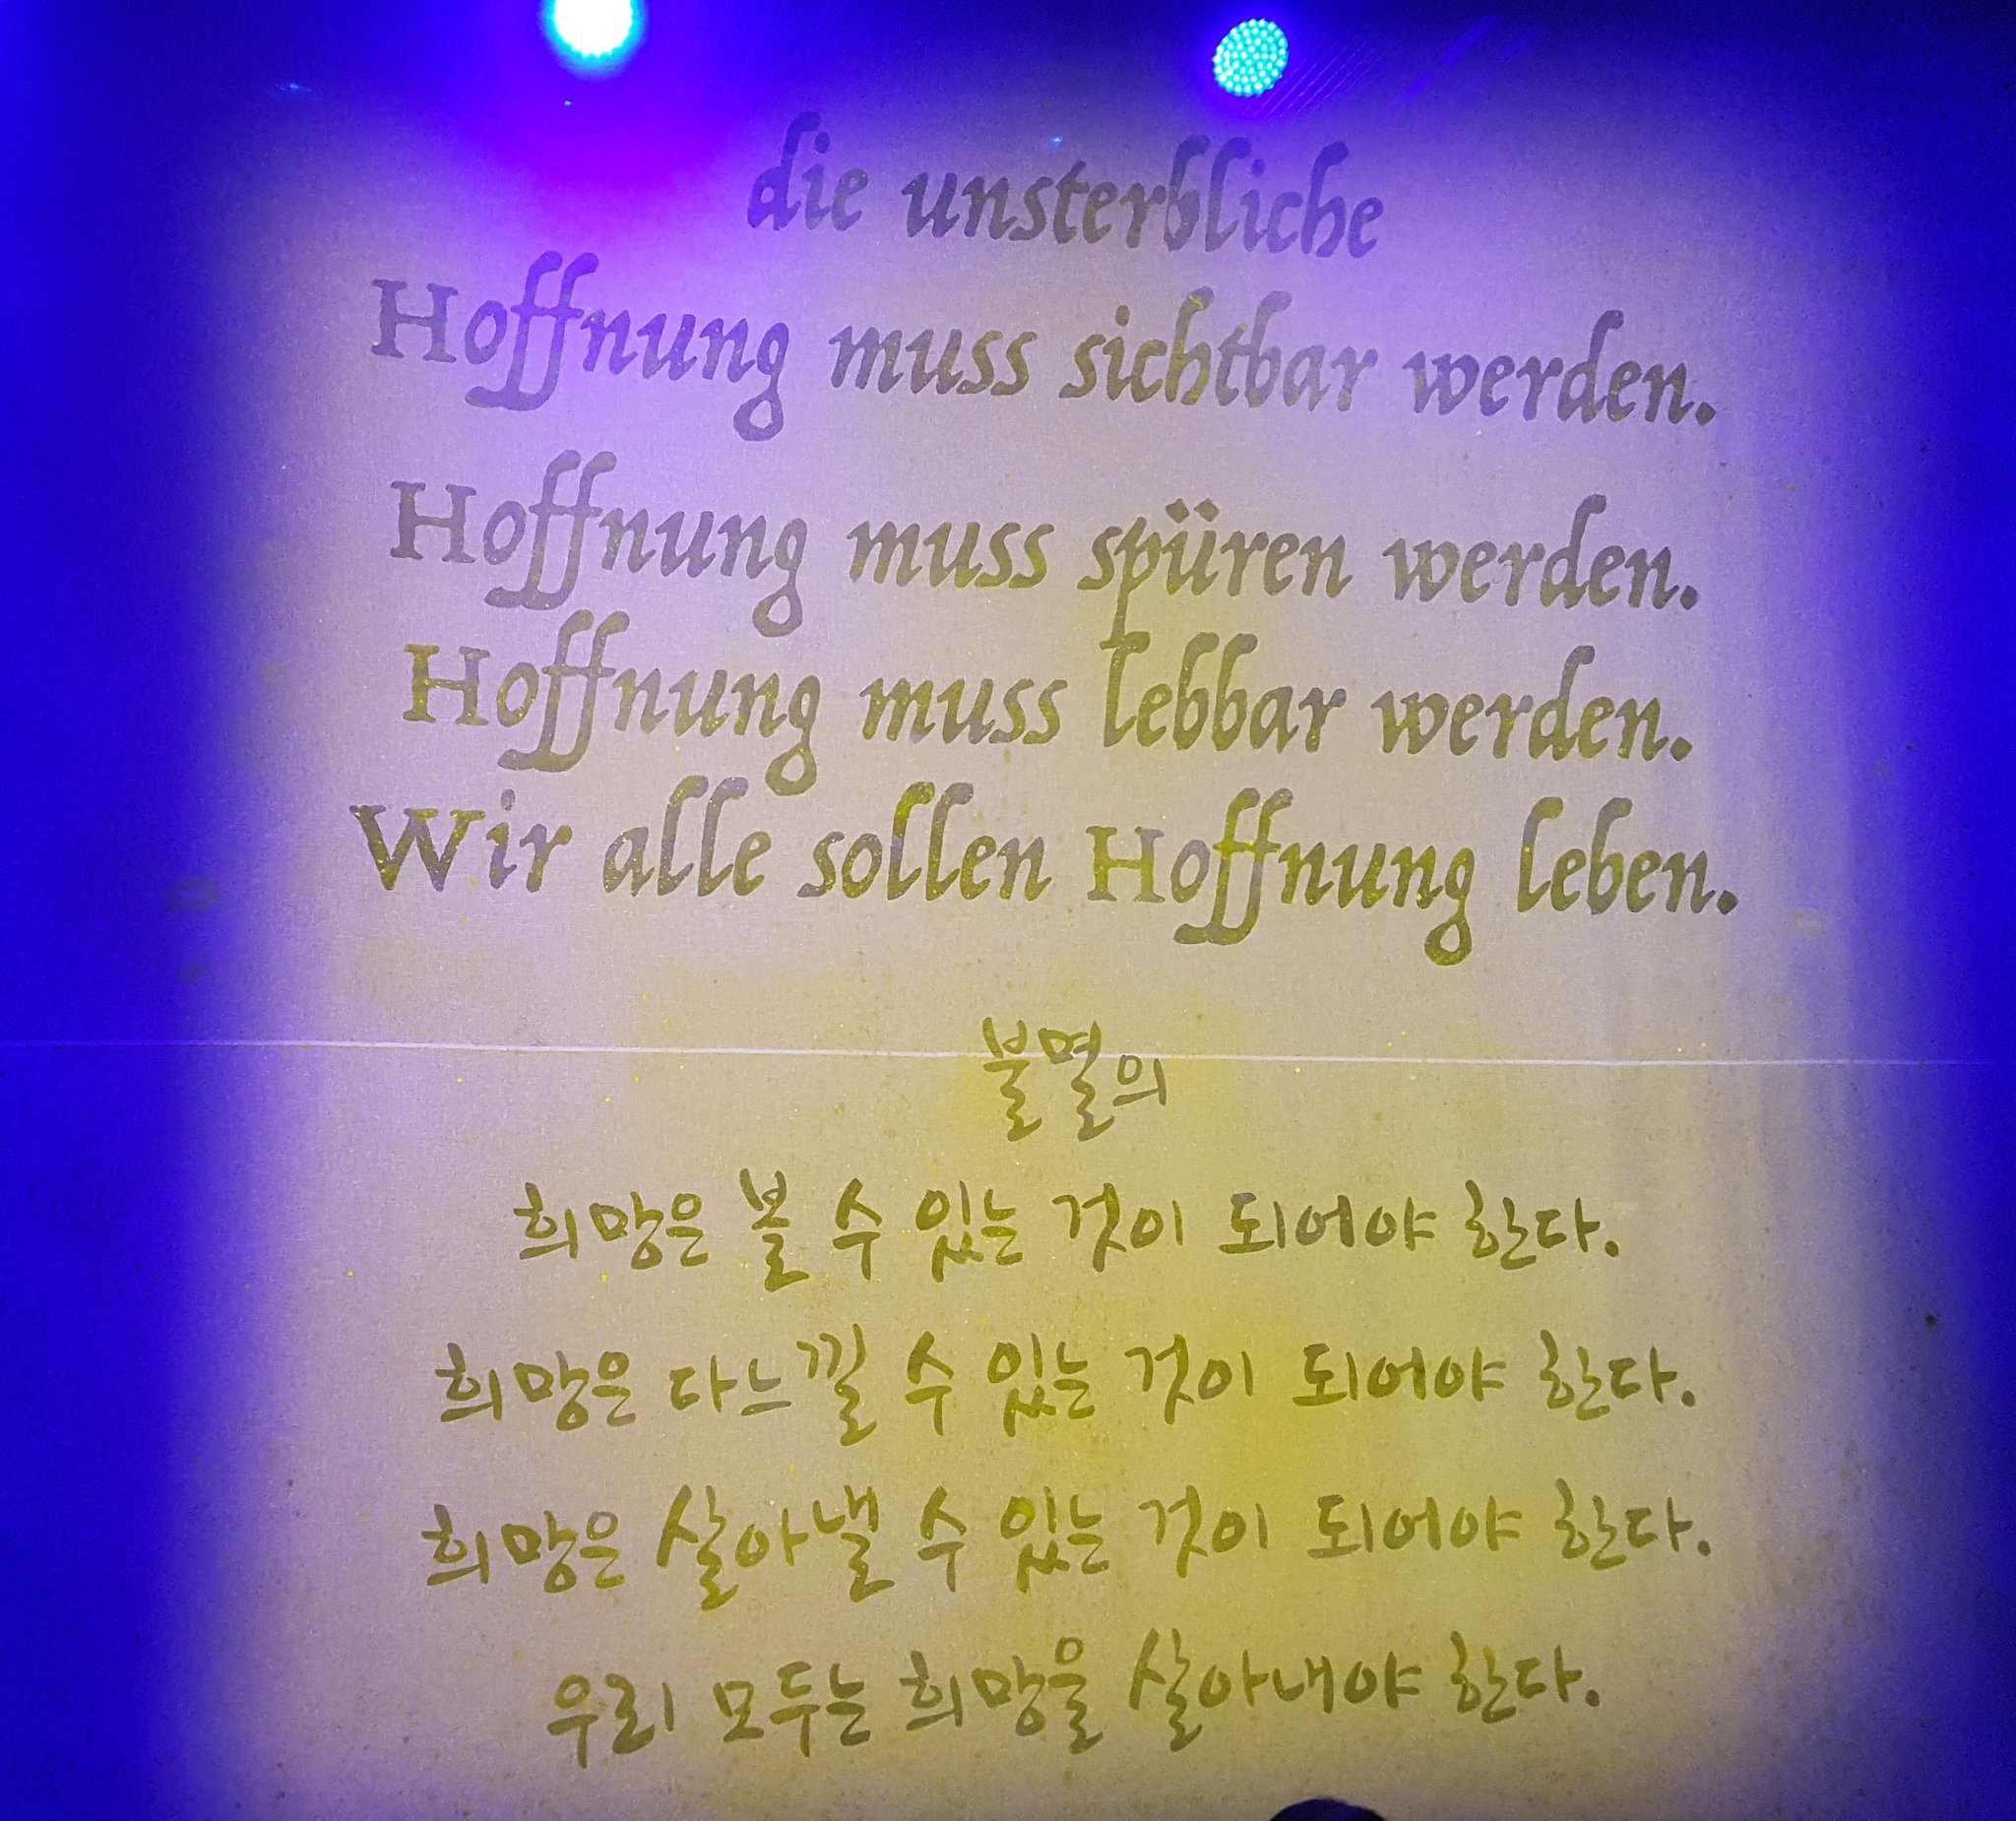 die unsterbliche
Hoffnung muss sichtbar werden.
Hoffnung muss spüren werden.
Hoffnung muss lebbar werden.
Wir alle sollen Hoffnung leben.
불멸의
희망은 볼 수 있는 것이 되어야 한다.
희망은 다느낄 수 있는 것이 되어야 한다.
희망은 살아낼 수 있는 것이 되어야 한다.
우리 모두는 희망을 살아내야 한다.